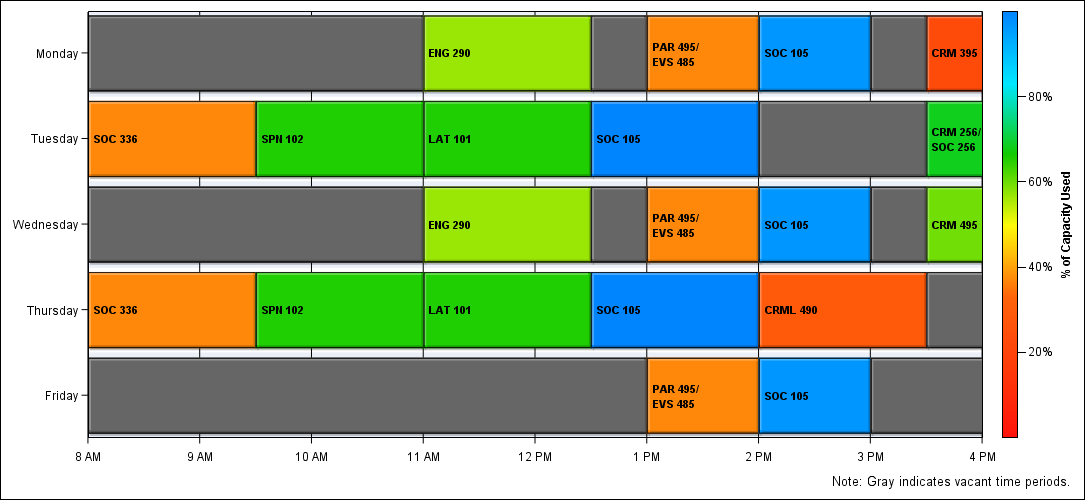 Monday
ENG 290
PAR 495/
EVS 485
SOC 105
CRM 395
Tuesday
SOC 336
SPN 102
LAT 101
SOC 105
CRM 256/
SOC 256
Wednesday
ENG 290
PAR 495/
EVS 485
SOC 105
CRM 495
Thursday
SOC 336
SPN 102
LAT 101
SOC 105
CRML 490
Friday
PAR 495/
EVS 485
SOC 105
8 AM 9 AM 10 AM 11 AM 12 PM 1 PM 2 PM 3 PM 4 PM
80%
60%
40%
20%
% of Capacity Used
Note: Gray indicates vacant time periods.